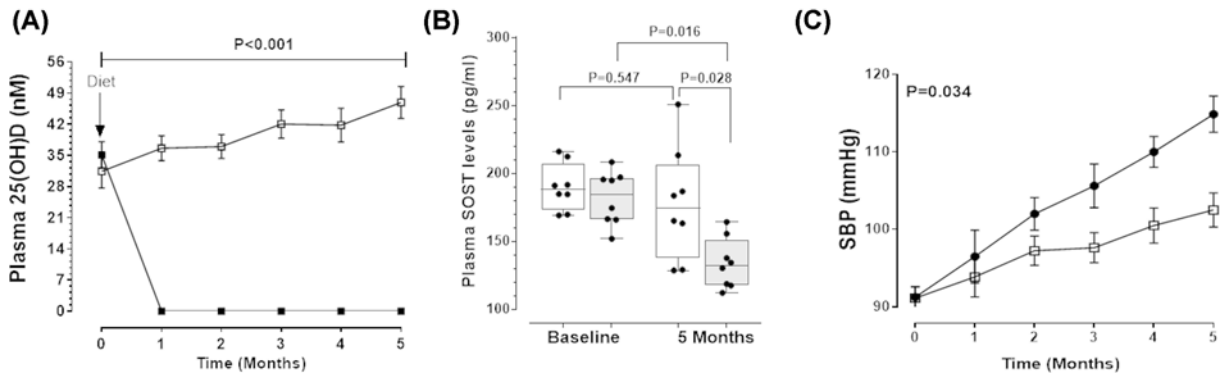 (A)
P<0.001
Plasma 25(OH)D (nM)
56
49
42
35
28
21
14
7
0
Diet
0 1 2 3 4 5
Time (Months)
(B)
P=0.016
P=0.547
P=0.028
Plasma SOST levels (pg/ml)
300
250
200
150
100
Baseline 5 Months
(C)
P=0.034
SBP (mmHg)
120
110
100
90
0 1 2 3 4 5
Time (Months)